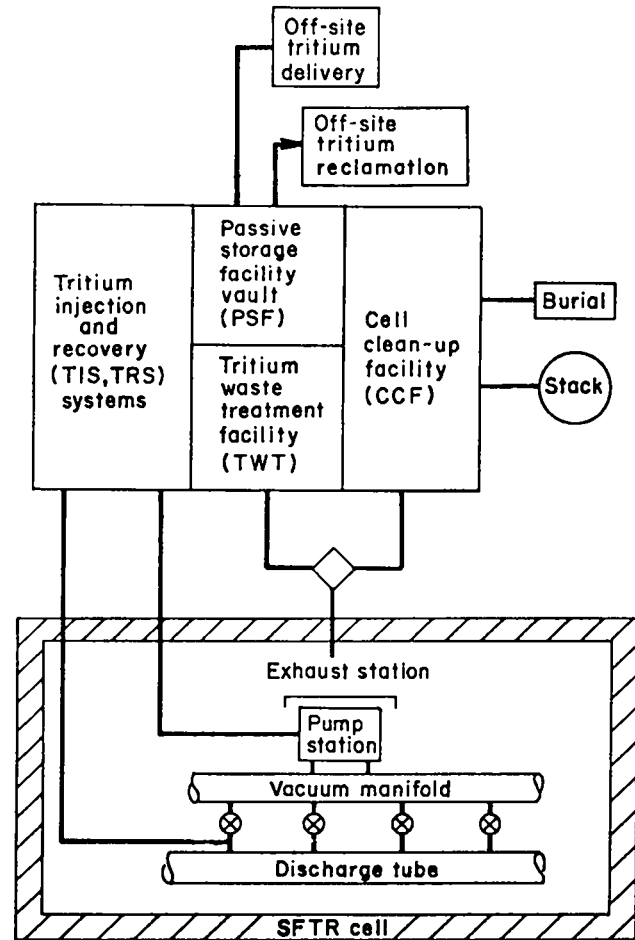 Off-site
tritium
delivery
Off-site
tritium
reclamation
Tritium
injection
and
recovery
(TIS,TRS)
systems
Passive
storage
facility
vault
(PSF)
Tritium
waste
treatment
facility
(TWT)
Cell
clean-up
facility
(CCF)
Burial
Stack
Exhaust station
Pump
station
Vacuum manifold
Discharge tube
SFTR cell